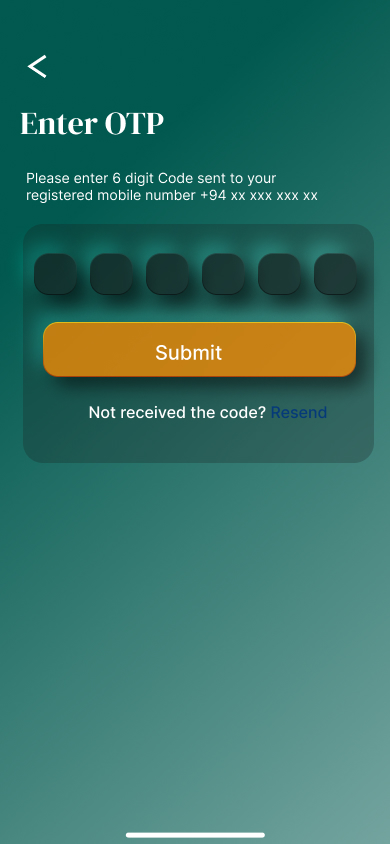 Enter OTP
Please enter 6 digit Code sent to your
registered mobile number +94 xx xxx xxx xx
Submit
Not received the code? Resend